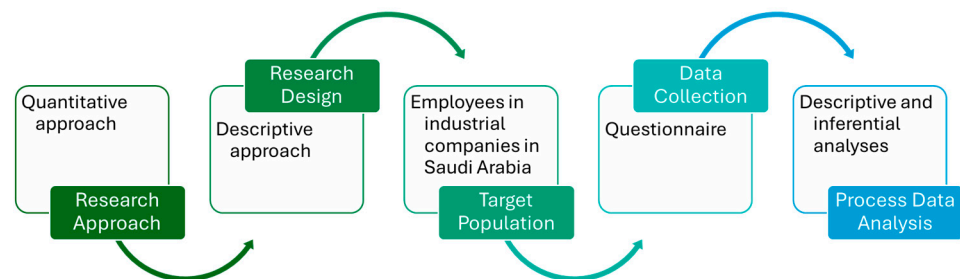 Quantitative
approach
Research
Approach
Research
Design
Descriptive
approach
Employees in
industrial
companies in
Saudi Arabia
Target
Population
Data
Collection
Questionnaire
Descriptive and
inferential
analyses
Process Data
Analysis